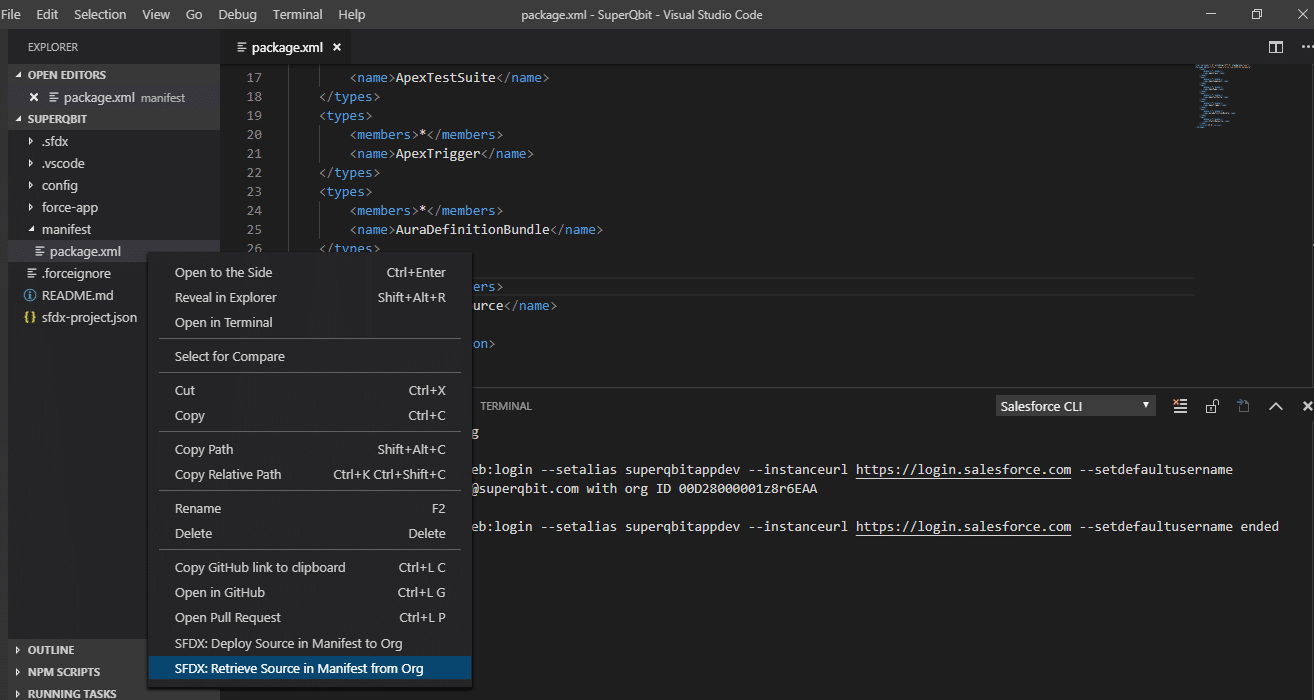 File Edit Selection View Go Debug Terminal Help package.xml - SuperQbit - Visual Studio Code
EXPLORER
OPEN EDITORS
package.xml manifest
SUPERQBIT
.sfdx
.vscode
config
force-app
manifest
package.xml
.forceignore
README.md
{} sfdx-project.json
OUTLINE
NPM SCRIPTS
RUNNING TASKS
package.xml
17 <name>ApexTestSuite</name>
18 </types>
19 <types>
20 <members>*</members>
21 <name>ApexTrigger</name>
22 </types>
23 <types>
24 <members>*</members>
25 <name>AuraDefinitionBundle</name>
26 </types>
ers>
urce</name>
on>
Open to the Side Ctrl+Enter
Reveal in Explorer Shift+Alt+R
Open in Terminal
Select for Compare
Cut Ctrl+X
Copy Ctrl+C
Copy Path Shift+Alt+C
Copy Relative Path Ctrl+K Ctrl+Shift+C
Rename F2
Delete Delete
Copy GitHub link to clipboard Ctrl+L C
Open in GitHub Ctrl+L G
Open Pull Request Ctrl+L P
SFDX: Deploy Source in Manifest to Org
SFDX: Retrieve Source in Manifest from Org
TERMINAL Salesforce CLI
g
eb:login --setalias superqbitappdev --instanceurl https://login.salesforce.com --setdefaultusername
@superqbit.com with org ID 00D28000001z8r6EAA
eb:login --setalias superqbitappdev --instanceurl https://login.salesforce.com --setdefaultusername ended